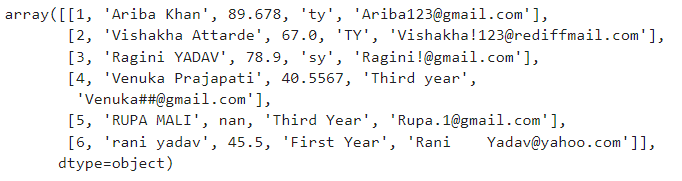 array([[1, 'Ariba Khan', 89.678, 'ty', 'Ariba123@gmail.com'],
[2, 'Vishakha Attarde', 67.0, 'TY', 'Vishakha!123@rediffmail.com'],
[3, 'Ragini YADAV', 78.9, 'sy', 'Ragini!@gmail.com'],
[4, 'Venuka Prajapati', 40.5567, 'Third year',
'Venuka##@gmail.com'],
[5, 'RUPA MALI', nan, 'Third Year', 'Rupa.1@gmail.com'],
[6, 'rani yadav', 45.5, 'First Year', 'Rani    Yadav@yahoo.com']],
dtype=object)